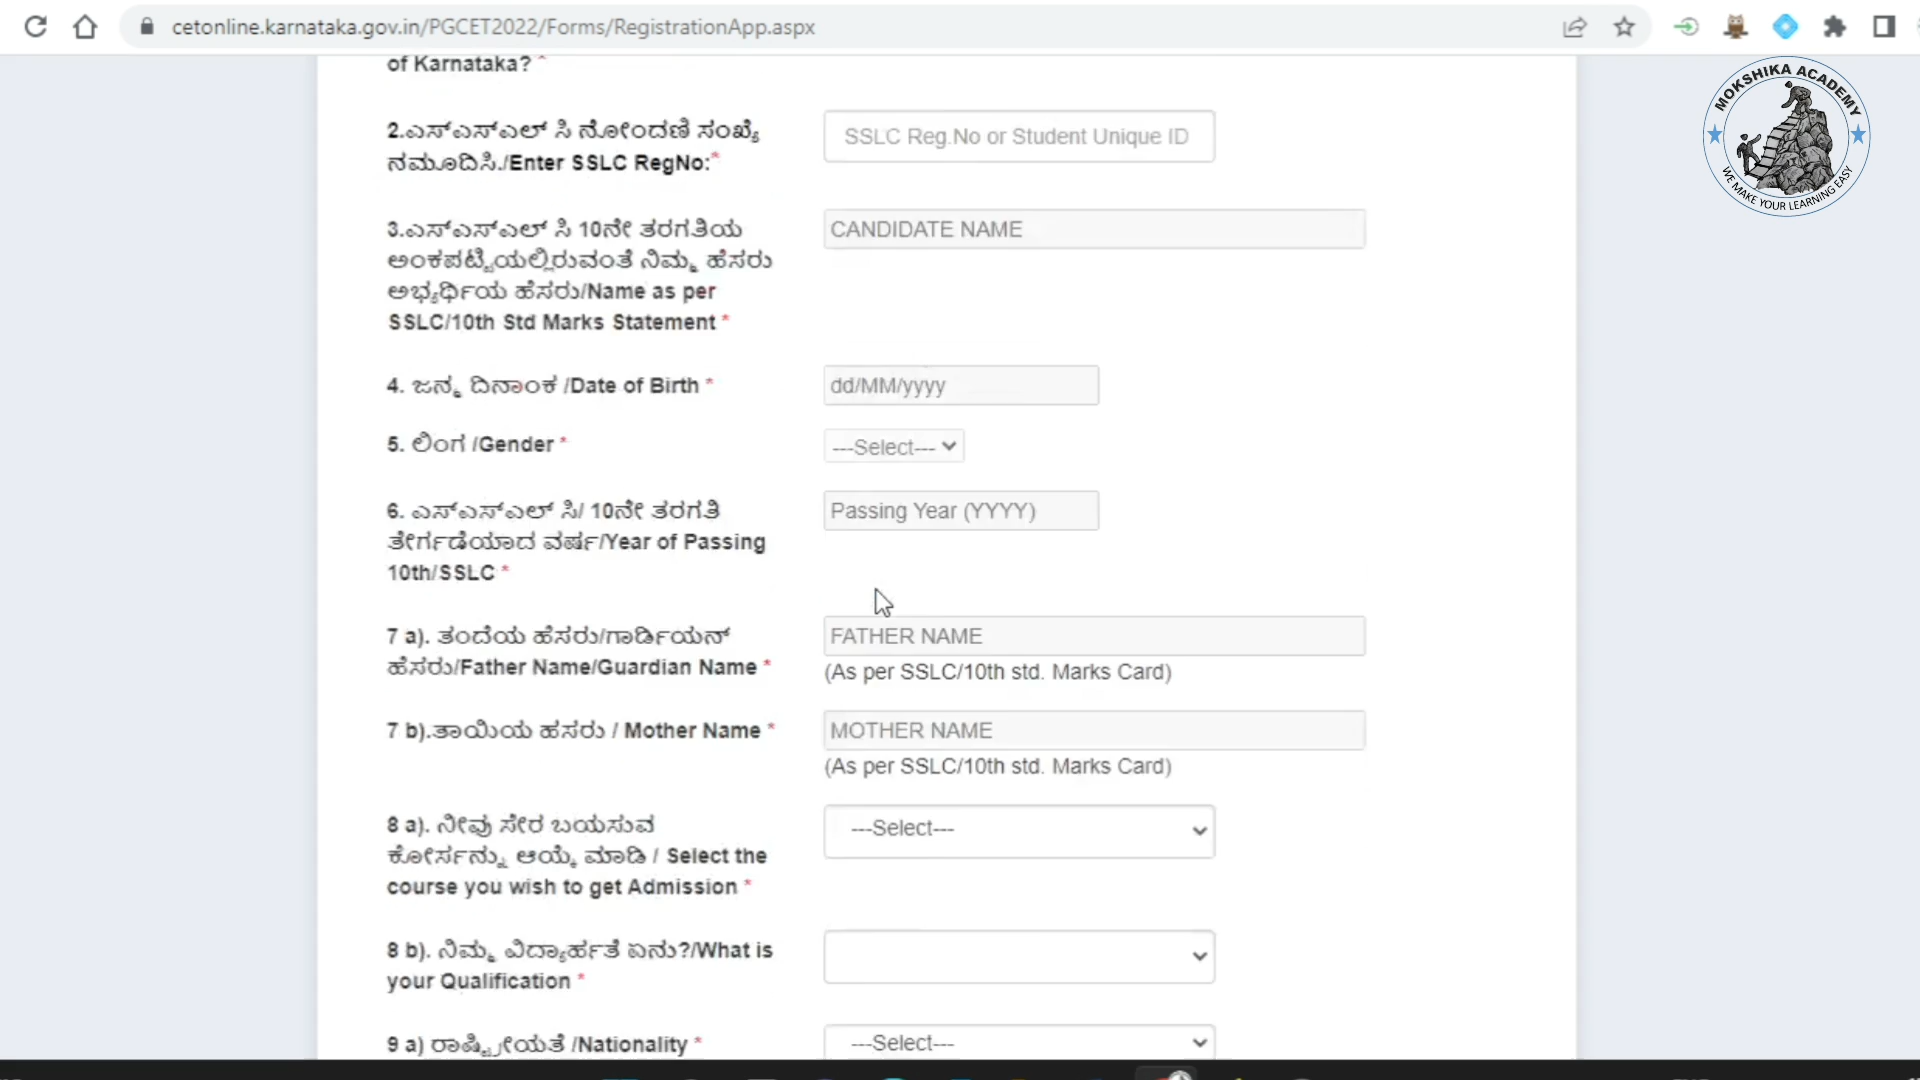 cetonline.karnataka.gov.in/PGCET2022/Forms/RegistrationApp.aspx
of Karnataka? *
MOKSHIKA ACADEMY
WE MAKE YOUR LEARNING EASY
2.ಎಸ್ಎಸ್ಎಲ್ ಸಿ ನೋಂದಣಿ ಸಂಖ್ಯೆ
ನಮೂದಿಸಿ./Enter SSLC RegNo:*
SSLC Reg.No or Student Unique ID
3.ಎಸ್ಎಸ್ಎಲ್ ಸಿ 10ನೇ ತರಗತಿಯ
ಅಂಕಪಟ್ಟಿಯಲ್ಲಿರುವಂತೆ ನಿಮ್ಮ ಹೆಸರು
ಅಭ್ಯರ್ಥಿಯ ಹೆಸರು/Name as per
SSLC/10th Std Marks Statement *
CANDIDATE NAME
4. ಜನ್ಮ ದಿನಾಂಕ /Date of Birth *
dd/MM/yyyy
5. ಲಿಂಗ /Gender *
---Select---
6. ಎಸ್ಎಸ್ಎಲ್ ಸಿ/ 10ನೇ ತರಗತಿ
ತೇರ್ಗಡೆಯಾದ ವರ್ಷ/Year of Passing
10th/SSLC *
Passing Year (YYYY)
7 a). ತಂದೆಯ ಹೆಸರು/ಗಾರ್ಡಿಯನ್
ಹೆಸರು/Father Name/Guardian Name *
FATHER NAME
(As per SSLC/10th std. Marks Card)
7 b).ತಾಯಿಯ ಹಸರು / Mother Name *
MOTHER NAME
(As per SSLC/10th std. Marks Card)
8 a). ನೀವು ಸೇರ ಬಯಸುವ
ಕೋರ್ಸನ್ನು ಆಯ್ಕೆ ಮಾಡಿ / Select the
course you wish to get Admission *
---Select---
8 b). ನಿಮ್ಮ ವಿದ್ಯಾರ್ಹತೆ ಏನು?/What is
your Qualification *
9 a) ರಾಷ್ಟ್ರೀಯತೆ /Nationality *
---Select---